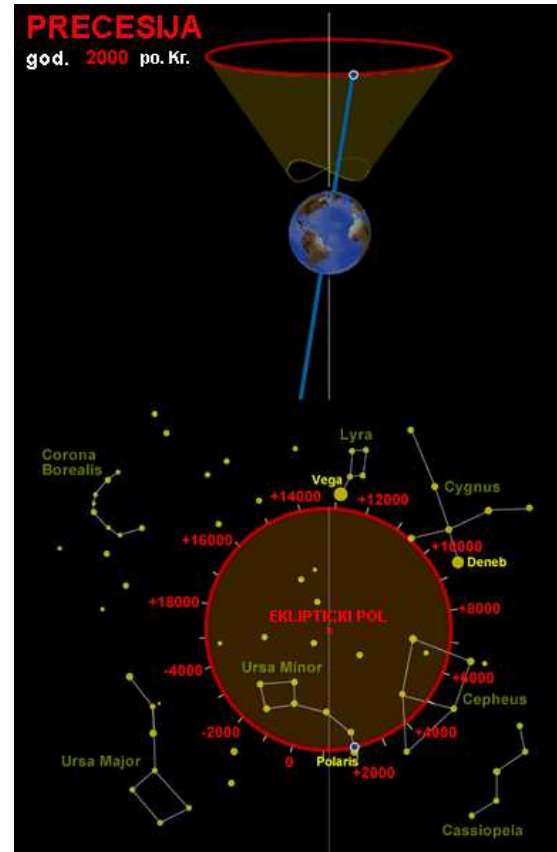 PRECESIJA
god. 2000 po. Kr.
Lyra
Corona
Borealis
Vega
Cygnus
+14000
+12000
+16000
+10000
Deneb
+18000
+8000
EKLIPTICKI POL
-4000
Ursa Minor
+6000
Cepheus
-2000
+4000
Ursa Major
0
Polaris
+2000
Cassiopeia